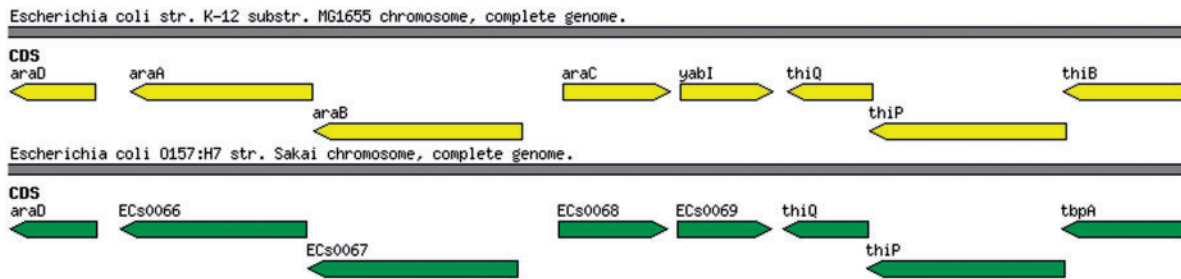 Escherichia coli str. K-12 substr. MG1655 chromosome, complete genome.
CDS
araD araA araC yabI thiQ thiB
araB thiP
Escherichia coli O157:H7 str. Sakai chromosome, complete genome.
CDS
araD ECs0066 ECs0068 ECs0069 thiQ tbpA
ECs0067 thiP